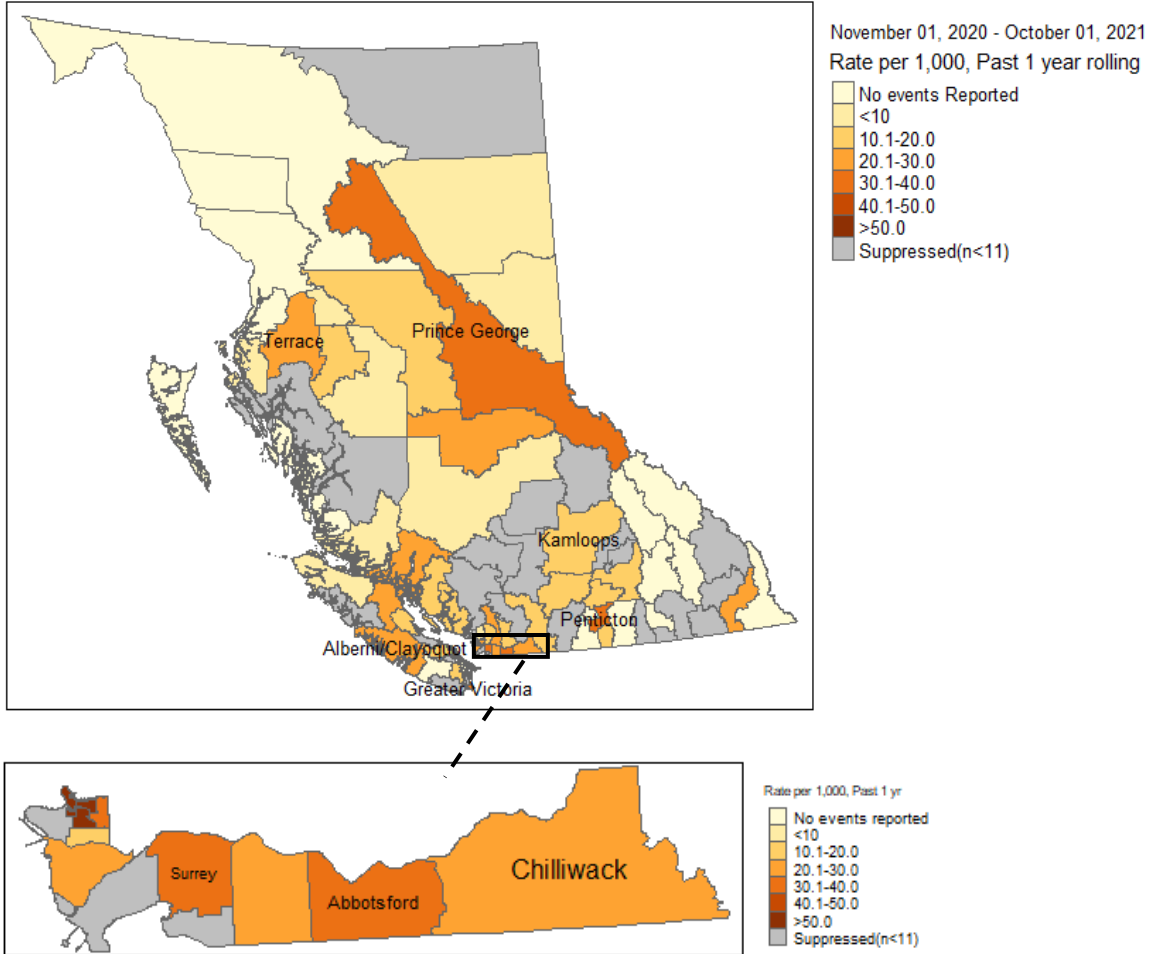 November 01, 2020 - October 01, 2021
Rate per 1,000, Past 1 year rolling
No events Reported
<10
10.1-20.0
20.1-30.0
30.1-40.0
40.1-50.0
>50.0
Suppressed(n<11)
Prince George
Terrace
Kamloops
Penticton
Alberni/Clayoquot
Greater Victoria
Rate per 1,000, Past 1 yr
No events reported
<10
10.1-20.0
20.1-30.0
30.1-40.0
40.1-50.0
>50.0
Suppressed(n<11)
Surrey
Abbotsford
Chilliwack